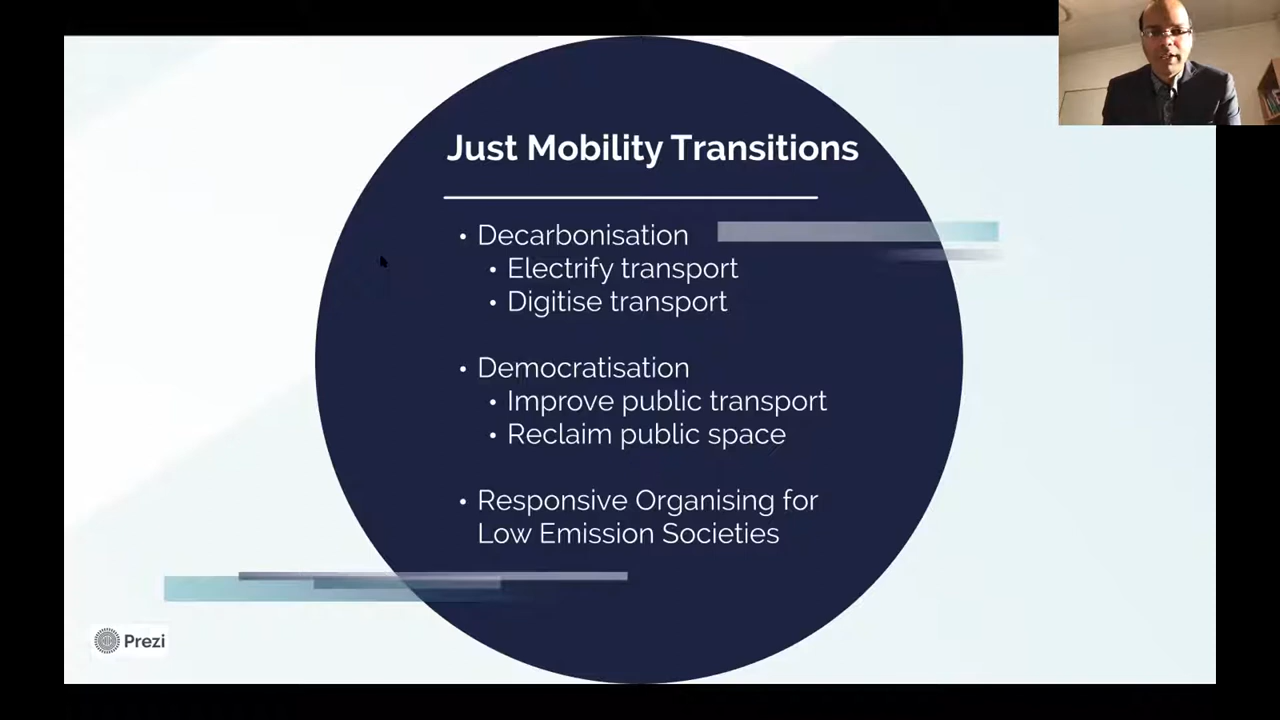 Just Mobility Transitions
• Decarbonisation
• Electrify transport
• Digitise transport
• Democratisation
• Improve public transport
• Reclaim public space
• Responsive Organising for
Low Emission Societies
Prezi